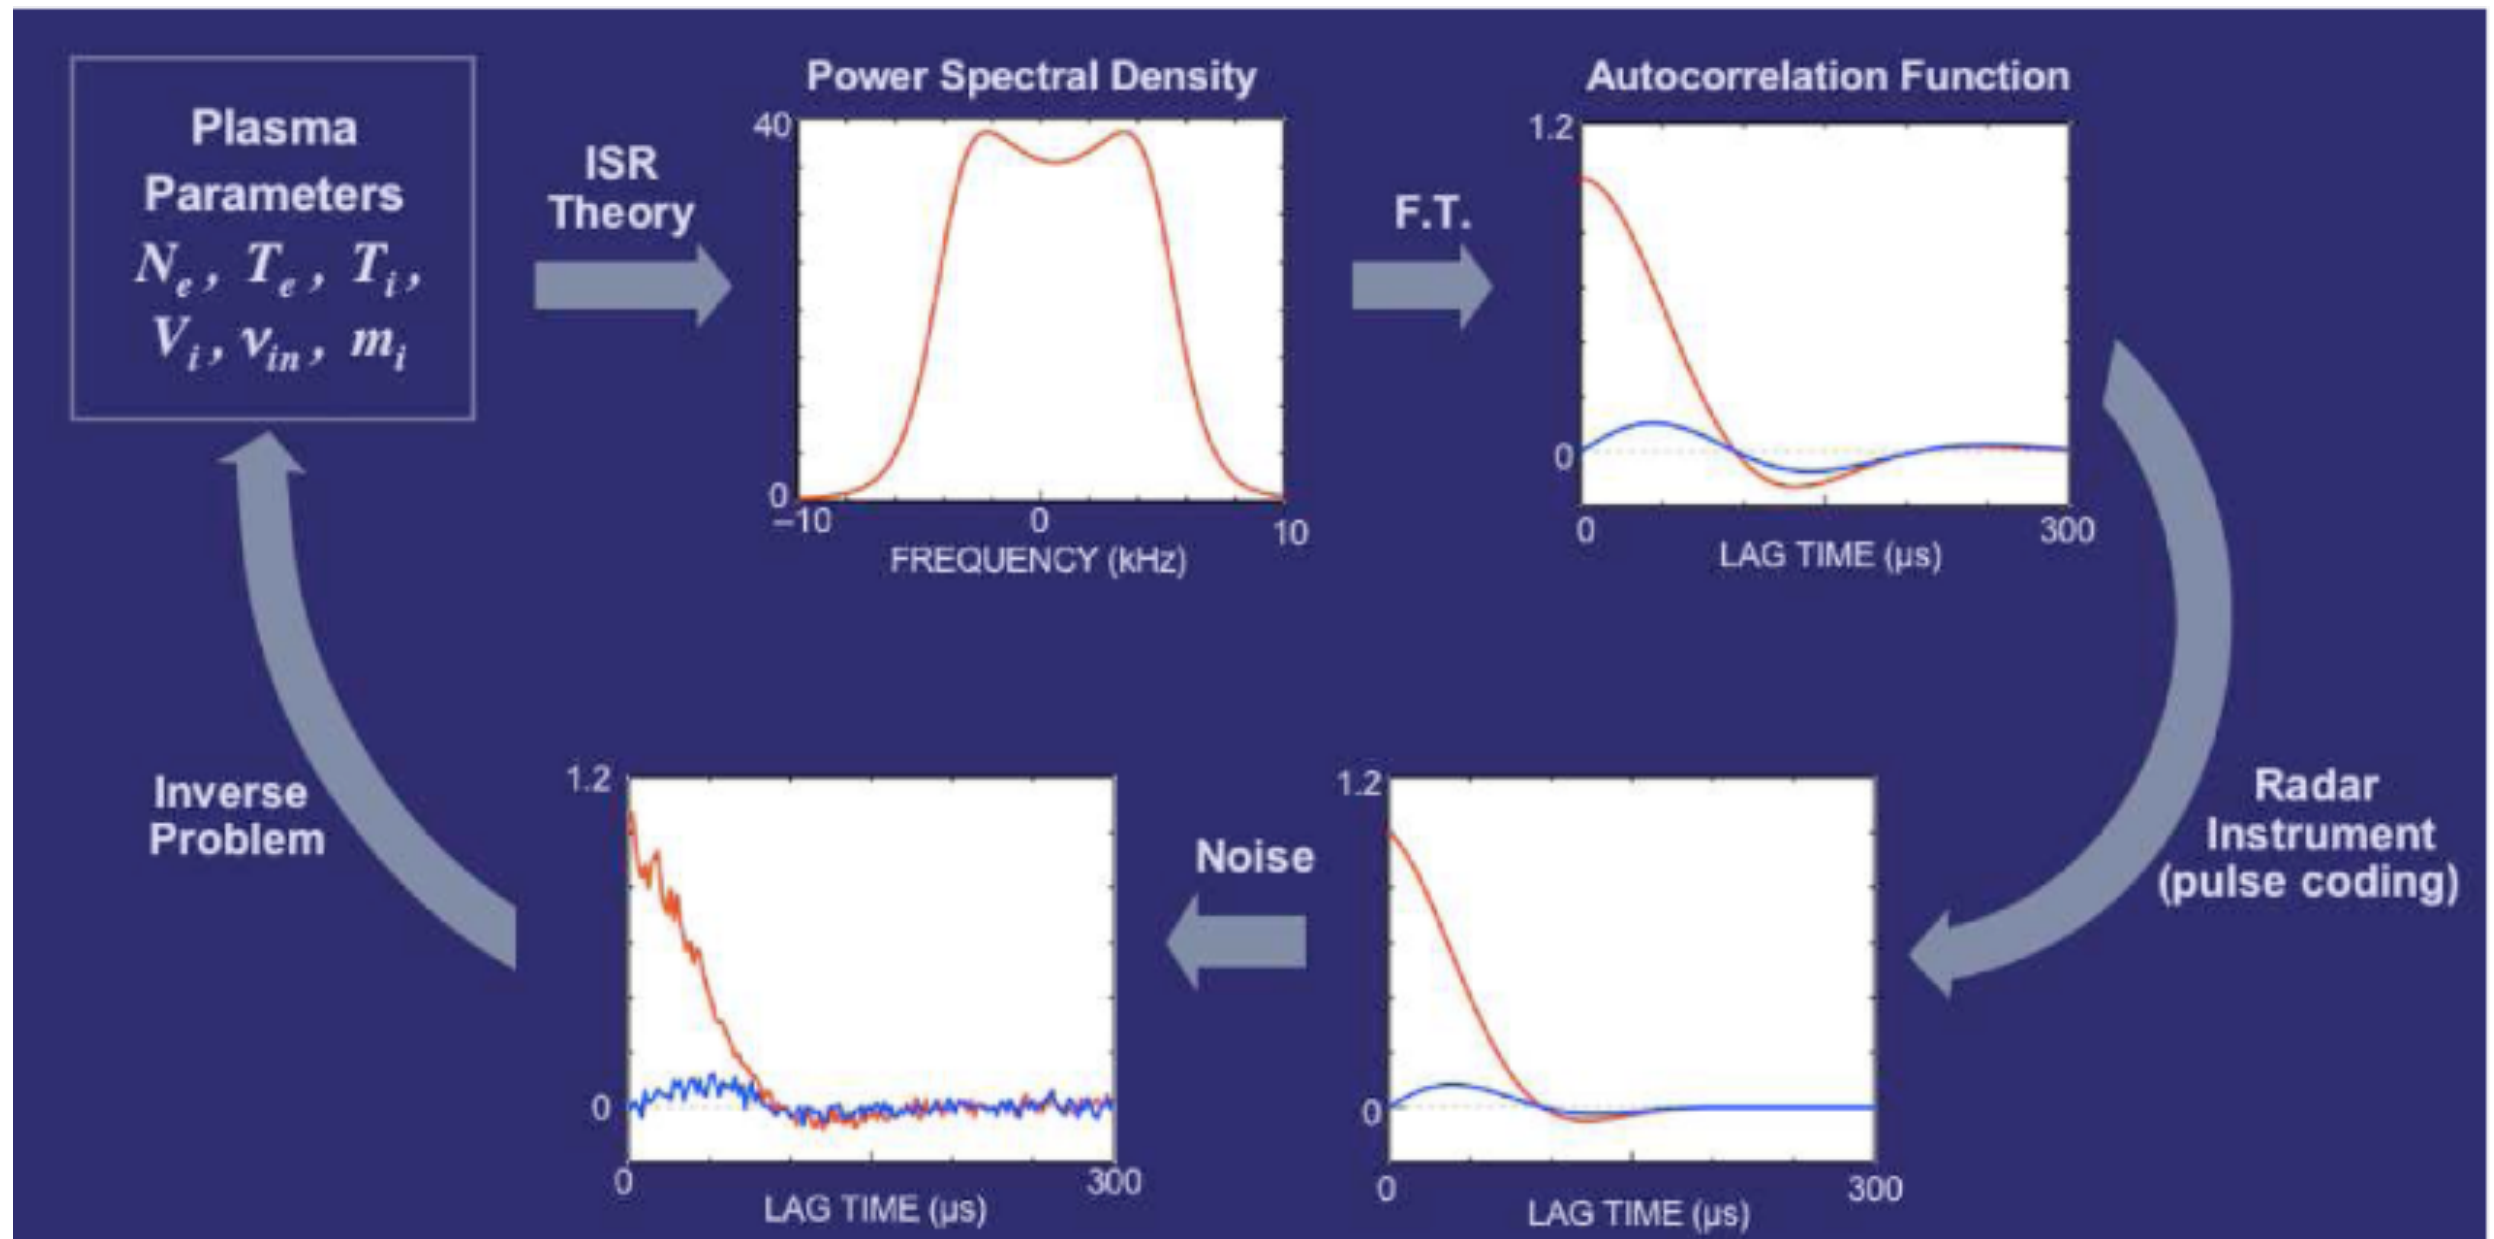 Plasma
Parameters
Nₑ, Tₑ, Tᵢ,
Vᵢ, νᵢₙ, mᵢ
ISR
Theory
Power Spectral Density
40
0
–10
0
10
FREQUENCY (kHz)
F.T.
Autocorrelation Function
1.2
0
0
300
LAG TIME (μs)
Radar
Instrument
(pulse coding)
1.2
0
0
300
LAG TIME (μs)
Noise
1.2
0
0
300
LAG TIME (μs)
Inverse
Problem